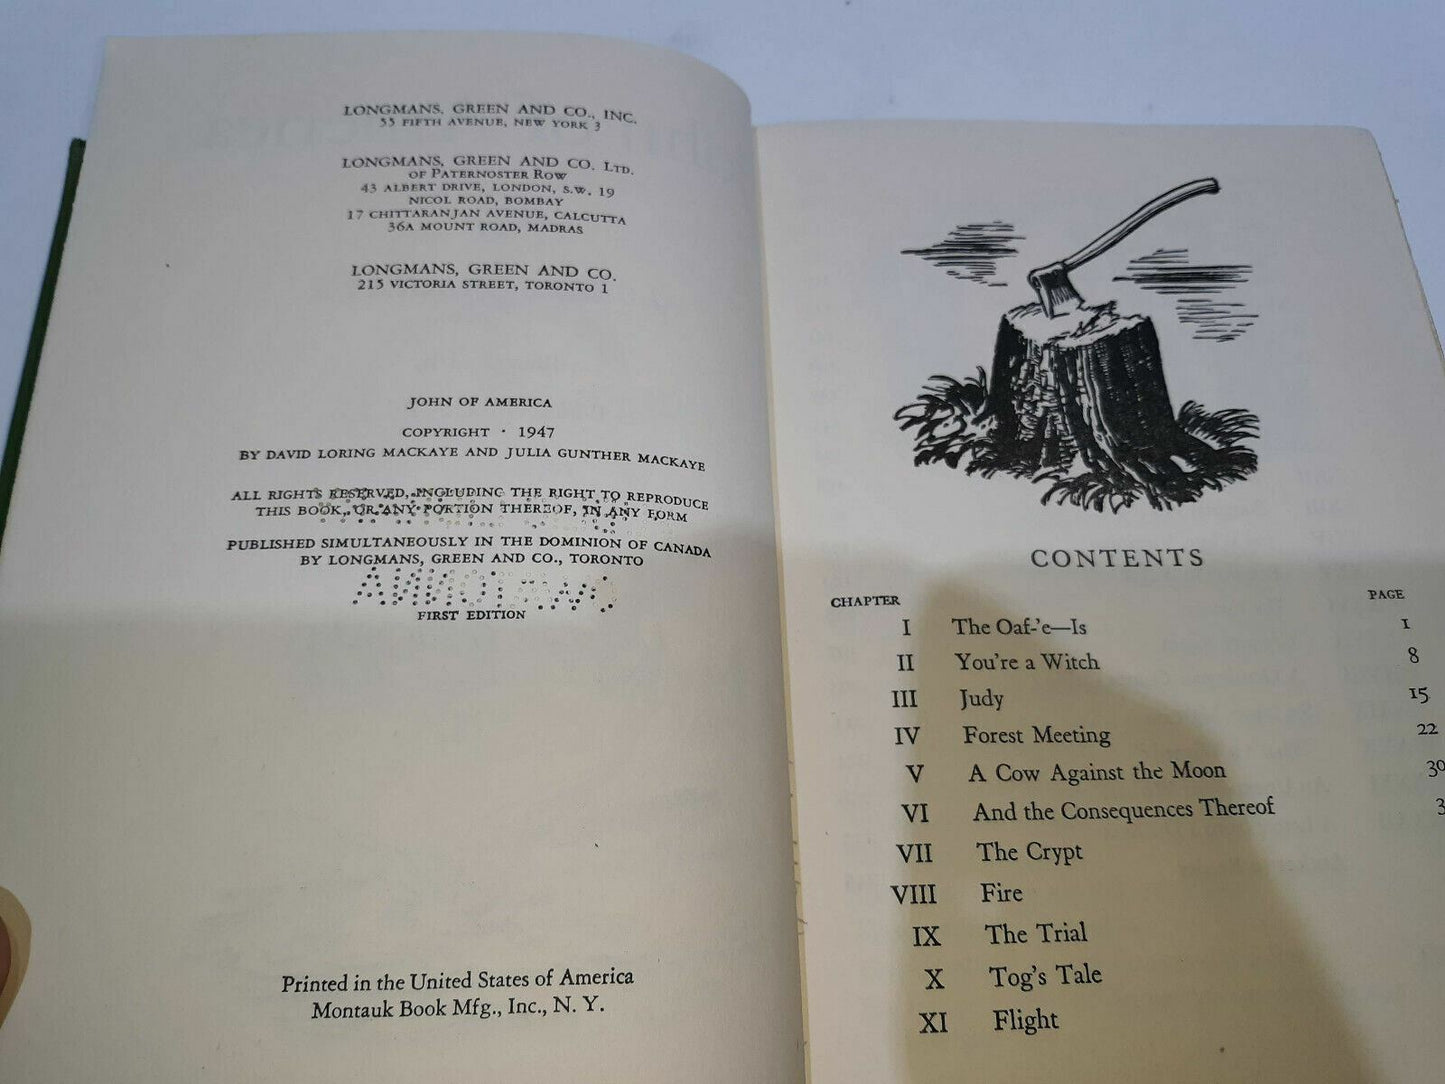 LONGMANS, GREEN AND CO., INC.
55 FIFTH AVENUE, NEW YORK 3
LONGMANS, GREEN AND CO. LTD.
OF PATERNOSTER ROW
43 ALBERT DRIVE, LONDON, S.W. 19
NICOL ROAD, BOMBAY
17 CHITTARANJAN AVENUE, CALCUTTA
36A MOUNT ROAD, MADRAS
LONGMANS, GREEN AND CO.
215 VICTORIA STREET, TORONTO 1
JOHN OF AMERICA
COPYRIGHT · 1947
BY DAVID LORING MACKAYE AND JULIA GUNTHER MACKAYE
ALL RIGHTS RESERVED, INCLUDING THE RIGHT TO REPRODUCE
THIS BOOK, OR ANY PORTION THEREOF, IN ANY FORM
PUBLISHED SIMULTANEOUSLY IN THE DOMINION OF CANADA
BY LONGMANS, GREEN AND CO., TORONTO
FIRST EDITION
Printed in the United States of America
Montauk Book Mfg., Inc., N. Y.
CONTENTS
CHAPTER PAGE
I The Oaf-'e—Is 1
II You're a Witch 8
III Judy 15
IV Forest Meeting 22
V A Cow Against the Moon 30
VI And the Consequences Thereof 3
VII The Crypt
VIII Fire
IX The Trial
X Tog's Tale
XI Flight